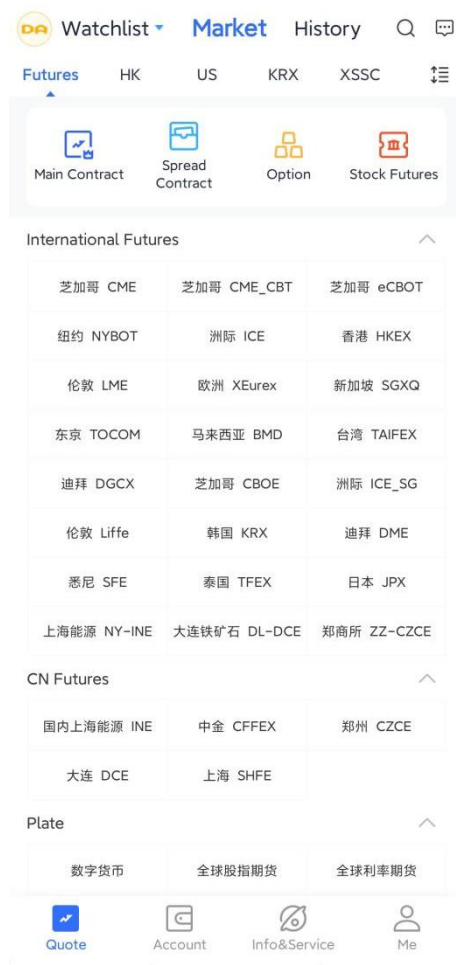 DA Watchlist Market History
Futures HK US KRX XSSC
Main Contract
Spread
Contract
Option
Stock Futures
International Futures
芝加哥 CME 芝加哥 CME_CBT 芝加哥 eCBOT
纽约 NYBOT 洲际 ICE 香港 HKEX
伦敦 LME 欧洲 XEurex 新加坡 SGXQ
东京 TOCOM 马来西亚 BMD 台湾 TAIFEX
迪拜 DGCX 芝加哥 CBOE 洲际 ICE_SG
伦敦 Liffe 韩国 KRX 迪拜 DME
悉尼 SFE 泰国 TFEX 日本 JPX
上海能源 NY-INE 大连铁矿石 DL-DCE 郑商所 ZZ-CZCE
CN Futures
国内上海能源 INE 中金 CFFEX 郑州 CZCE
大连 DCE 上海 SHFE
Plate
数字货币 全球股指期货 全球利率期货
Quote Account Info&Service Me